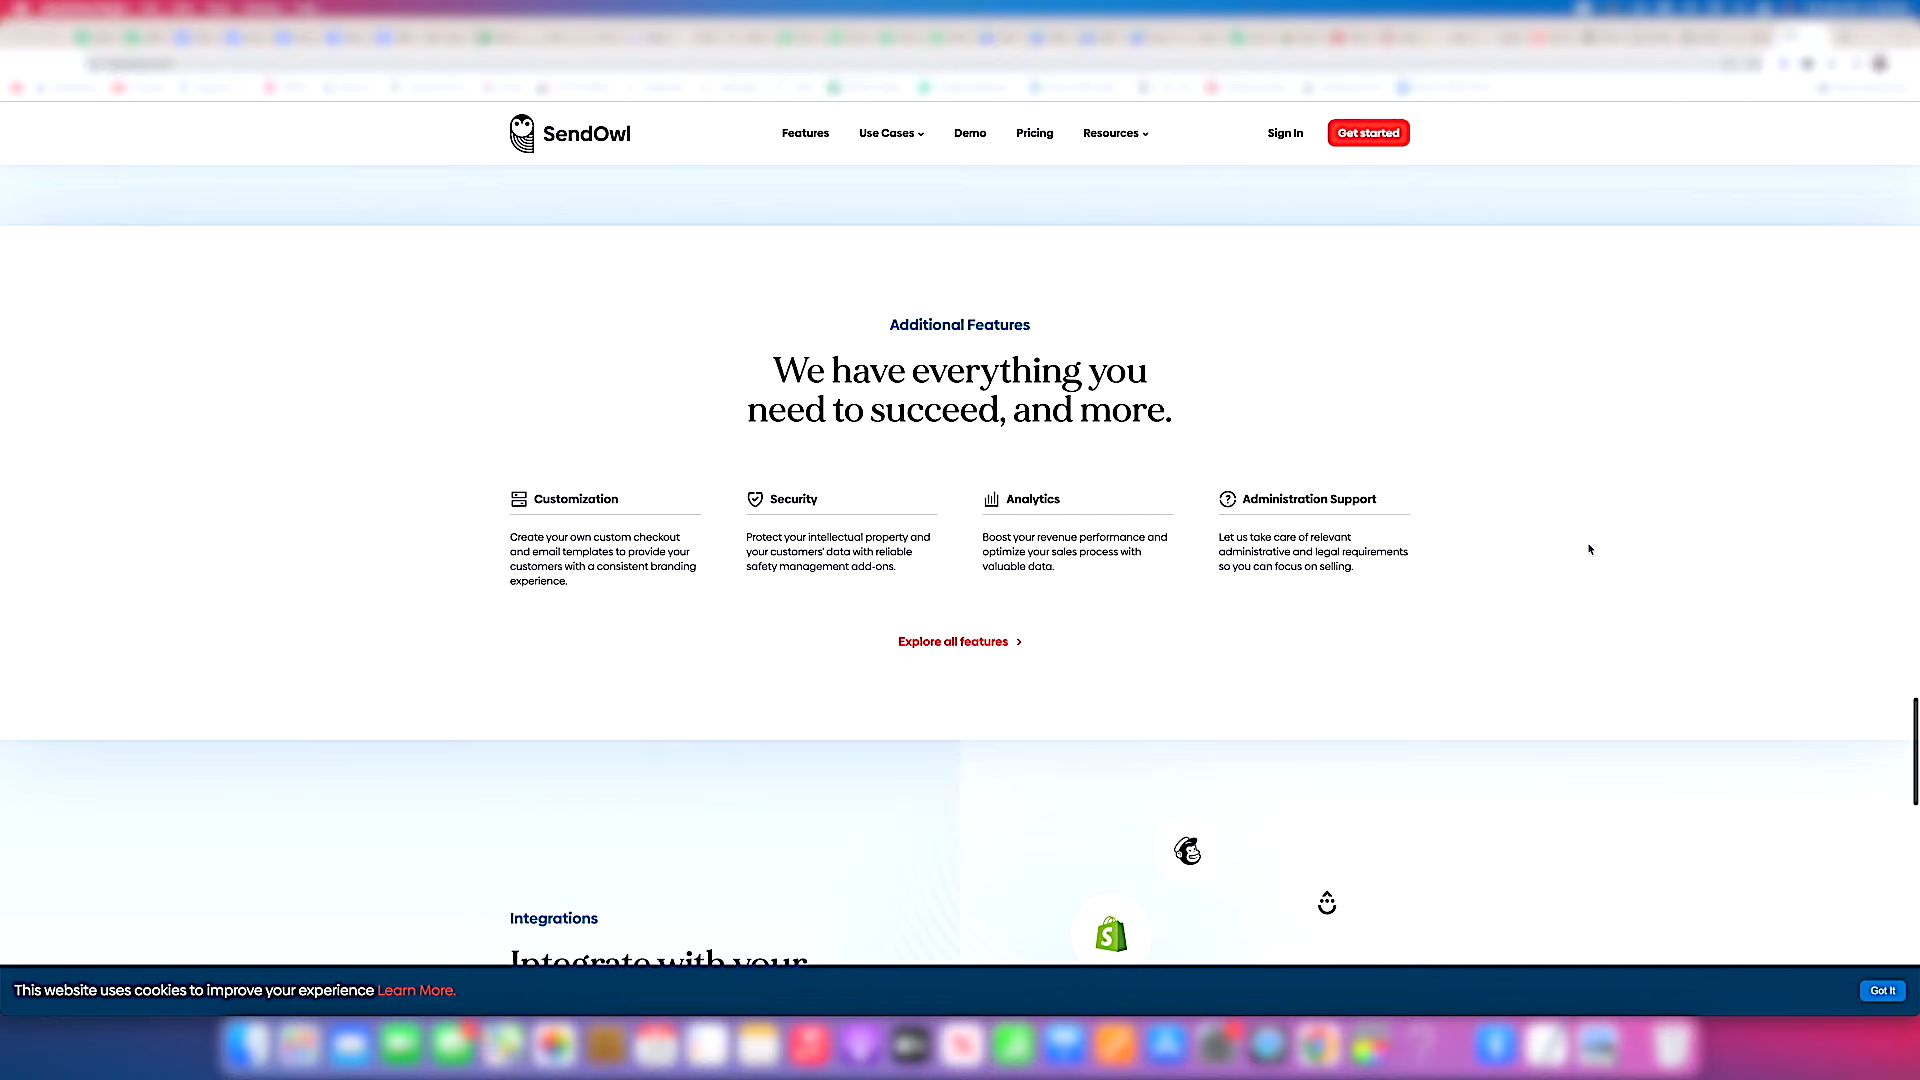 SendOwl
Features
Use Cases
Demo
Pricing
Resources
Sign In
Get started
Additional Features
We have everything you
need to succeed, and more.
Customization
Create your own custom checkout
and email templates to provide your
customers with a consistent branding
experience.
Security
Protect your intellectual property and
your customers' data with reliable
safety management add-ons.
Analytics
Boost your revenue performance and
optimize your sales process with
valuable data.
Administration Support
Let us take care of relevant
administrative and legal requirements
so you can focus on selling.
Explore all features
Integrations
Integrate with your
This website uses cookies to improve your experience Learn More.
Got It